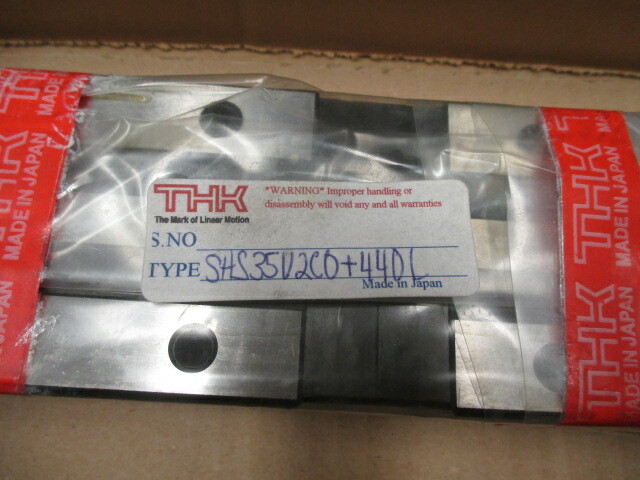 THK
MADE IN JAPAN
THK
The Mark of Linear Motion
*WARNING* Improper handling or
disassembly will void any and all warranties
S.NO
TYPE SHS35V2C0+440L
Made in Japan
THK
MADE IN JAPAN